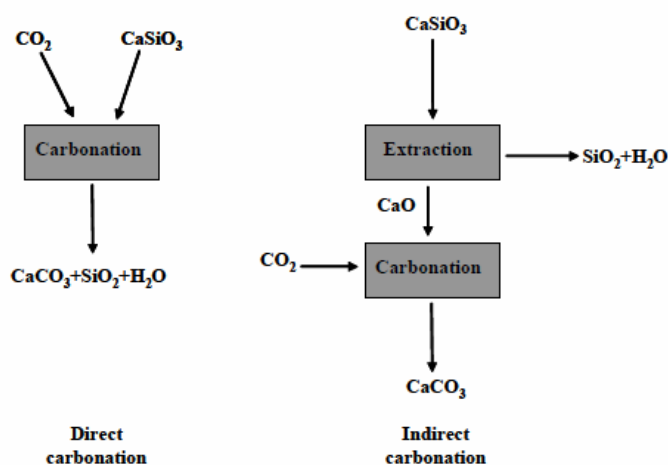 CO₂
CaSiO₃
Carbonation
CaCO₃+SiO₂+H₂O
Direct
carbonation
CaSiO₃
Extraction
SiO₂+H₂O
CaO
CO₂
Carbonation
CaCO₃
Indirect
carbonation